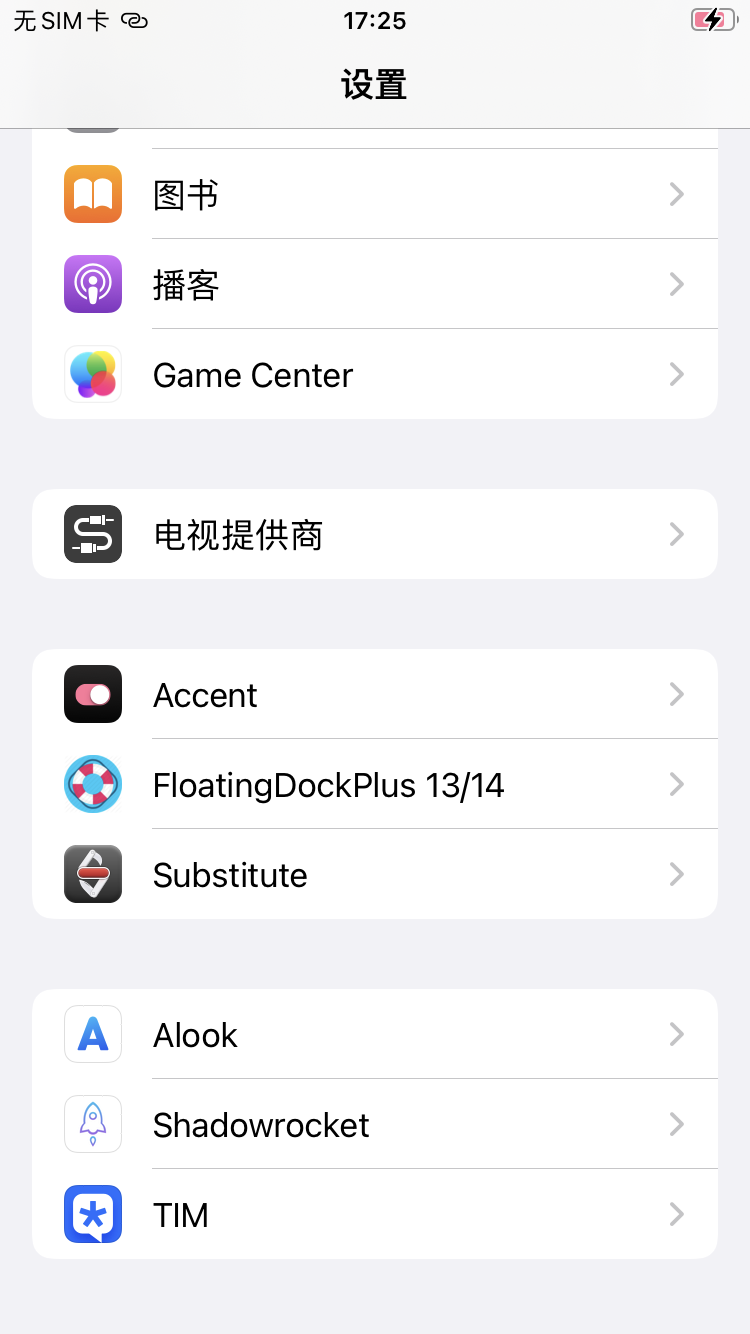 无SIM卡
17:25
设置
图书
播客
Game Center
电视提供商
Accent
FloatingDockPlus 13/14
Substitute
Alook
Shadowrocket
TIM